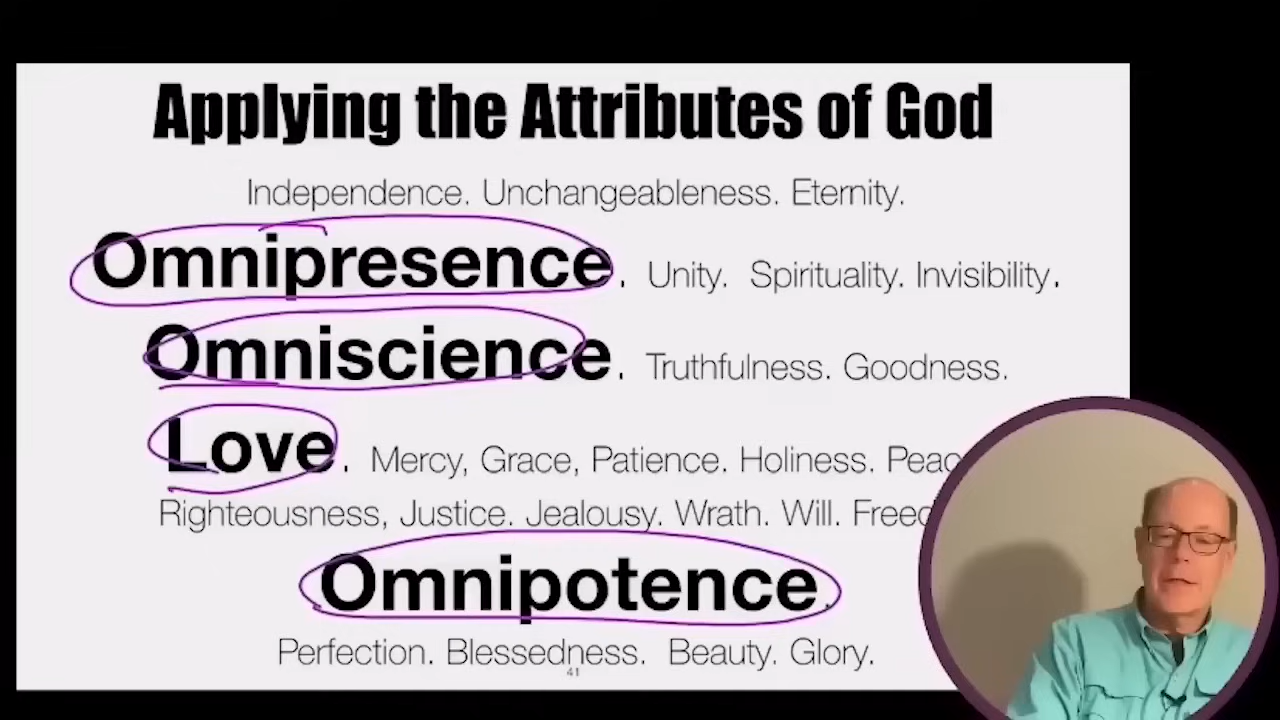 Applying the Attributes of God
Independence. Unchangeableness. Eternity.
Omnipresence. Unity. Spirituality. Invisibility.
Omniscience. Truthfulness. Goodness.
Love. Mercy, Grace, Patience. Holiness.
Righteousness, Justice. Jealousy. Wrath. Will.
Omnipotence.
Perfection. Blessedness. Beauty. Glory.
41